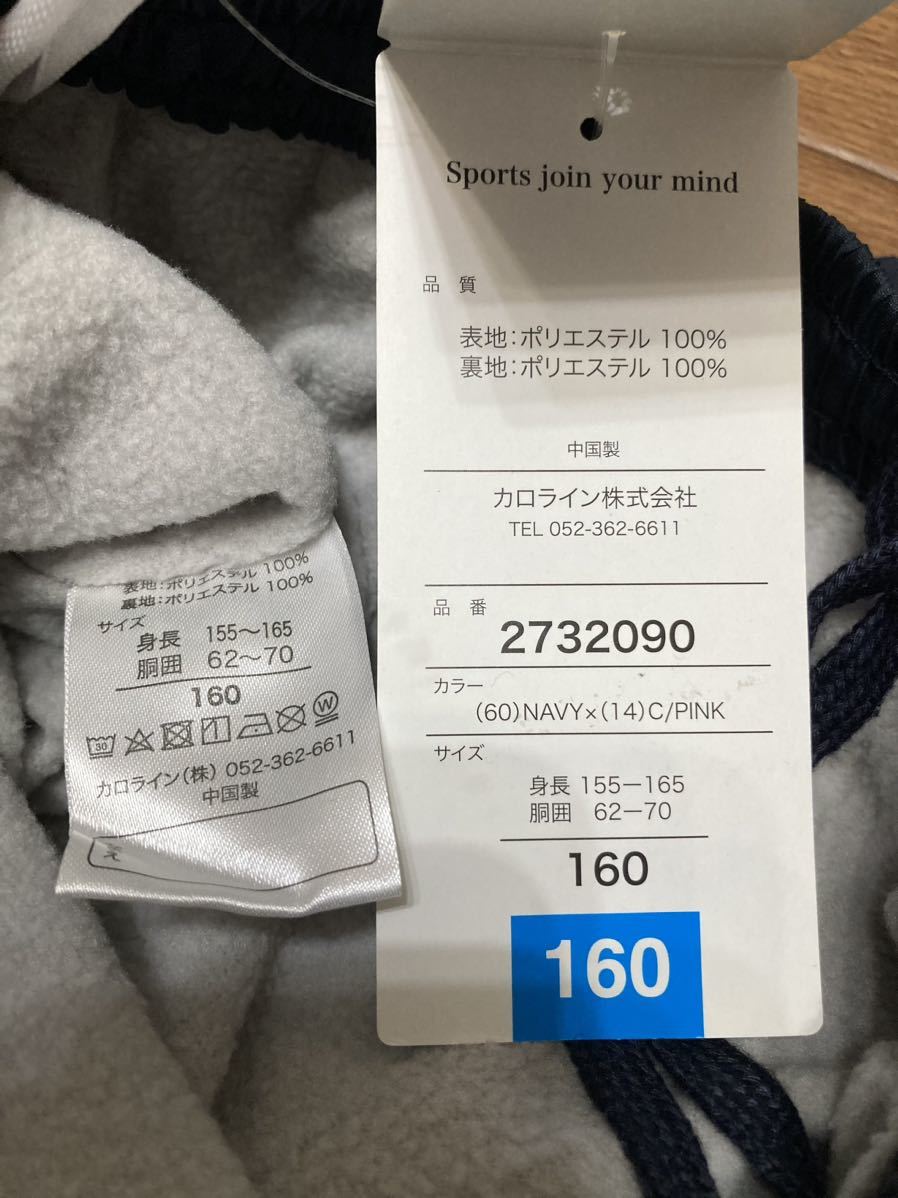 Sports join your mind
品 質
表地:ポリエステル 100%
裏地:ポリエステル 100%
中国製
カロライン株式会社
TEL 052-362-6611
品 番
2732090
カラー
(60)NAVY×(14)C/PINK
サイズ
身長 155-165
胴囲 62-70
160
160
表地:ポリエステル 100%
裏地:ポリエステル 100%
サイズ
身長 155~165
胴囲 62~70
160
30
W
カロライン(株) 052-362-6611
中国製